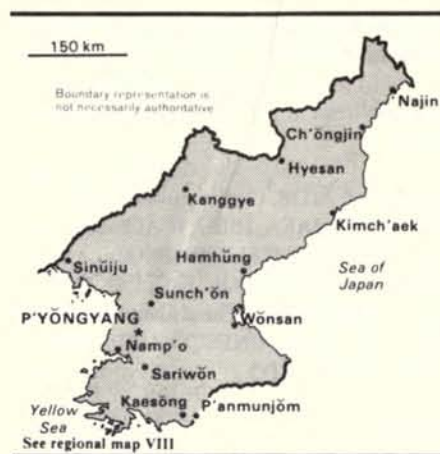 150 km
Boundary representation is
not necessarily authoritative
Najin
Ch'ŏngjin
Hyesan
Kanggye
Kimch'aek
Hamhŭng
Sinŭiju
Sea of
Japan
Sunch'ŏn
P'YŎNGYANG
Wŏnsan
Namp'o
Sariwŏn
Kaesŏng
P'anmunjŏm
Yellow
Sea
See regional map VIII